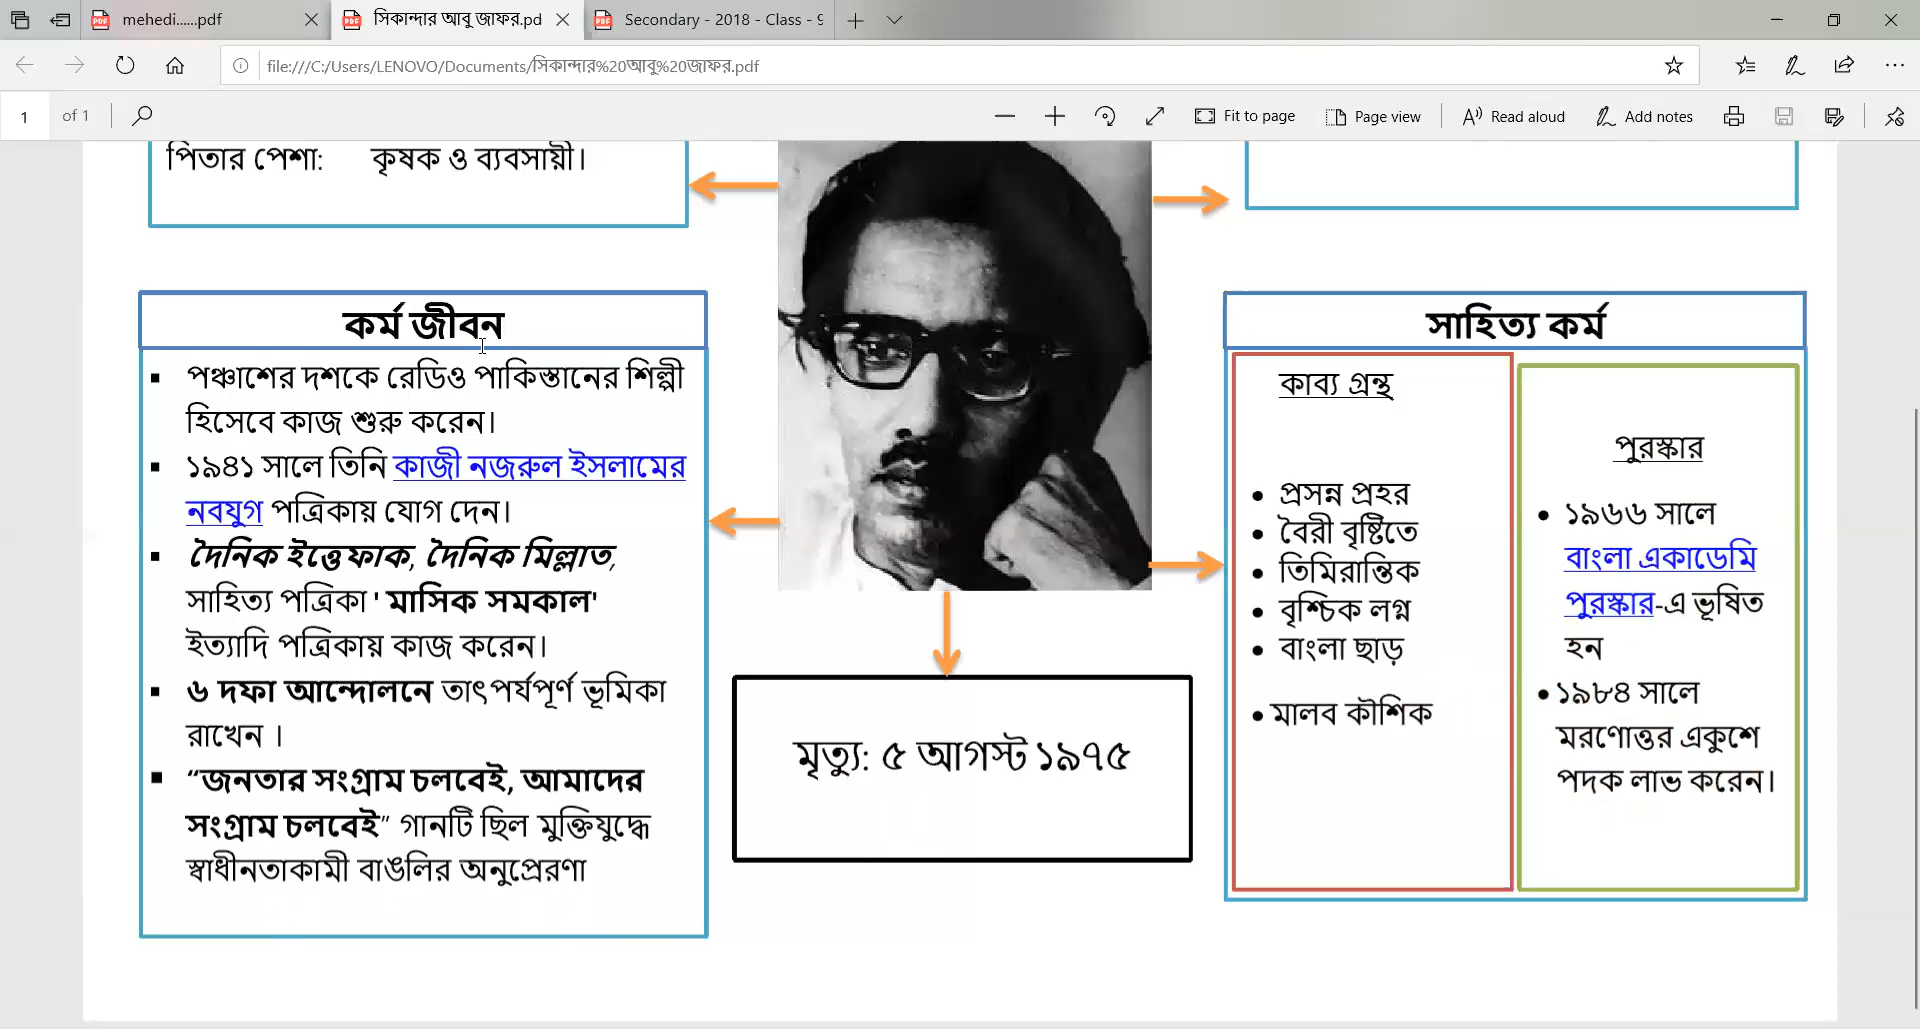 mehedi......pdf
সিকান্দার আবু জাফর.pd
Secondary - 2018 - Class - 9
file:///C:/Users/LENOVO/Documents/সিকান্দার%20আবু%20জাফর.pdf
1 of 1
Fit to page
Page view
Read aloud
Add notes
পিতার পেশা: কৃষক ও ব্যবসায়ী।
কর্ম জীবন
▪ পঞ্চাশের দশকে রেডিও পাকিস্তানের শিল্পী
হিসেবে কাজ শুরু করেন।
▪ ১৯৪১ সালে তিনি কাজী নজরুল ইসলামের
নবযুগ পত্রিকায় যোগ দেন।
▪ দৈনিক ইত্তেফাক, দৈনিক মিল্লাত,
সাহিত্য পত্রিকা ' মাসিক সমকাল'
ইত্যাদি পত্রিকায় কাজ করেন।
▪ ৬ দফা আন্দোলনে তাৎপর্যপূর্ণ ভূমিকা
রাখেন ।
▪ “জনতার সংগ্রাম চলবেই, আমাদের
সংগ্রাম চলবেই” গানটি ছিল মুক্তিযুদ্ধে
স্বাধীনতাকামী বাঙলির অনুপ্রেরণা
মৃত্যু: ৫ আগস্ট ১৯৭৫
সাহিত্য কর্ম
কাব্য গ্রন্থ
• প্রসন্ন প্রহর
• বৈরী বৃষ্টিতে
• তিমিরান্তিক
• বৃশ্চিক লগ্ন
• বাংলা ছাড়
• মালব কৌশিক
পুরস্কার
• ১৯৬৬ সালে
বাংলা একাডেমি
পুরস্কার-এ ভূষিত
হন
• ১৯৮৪ সালে
মরণোত্তর একুশে
পদক লাভ করেন।